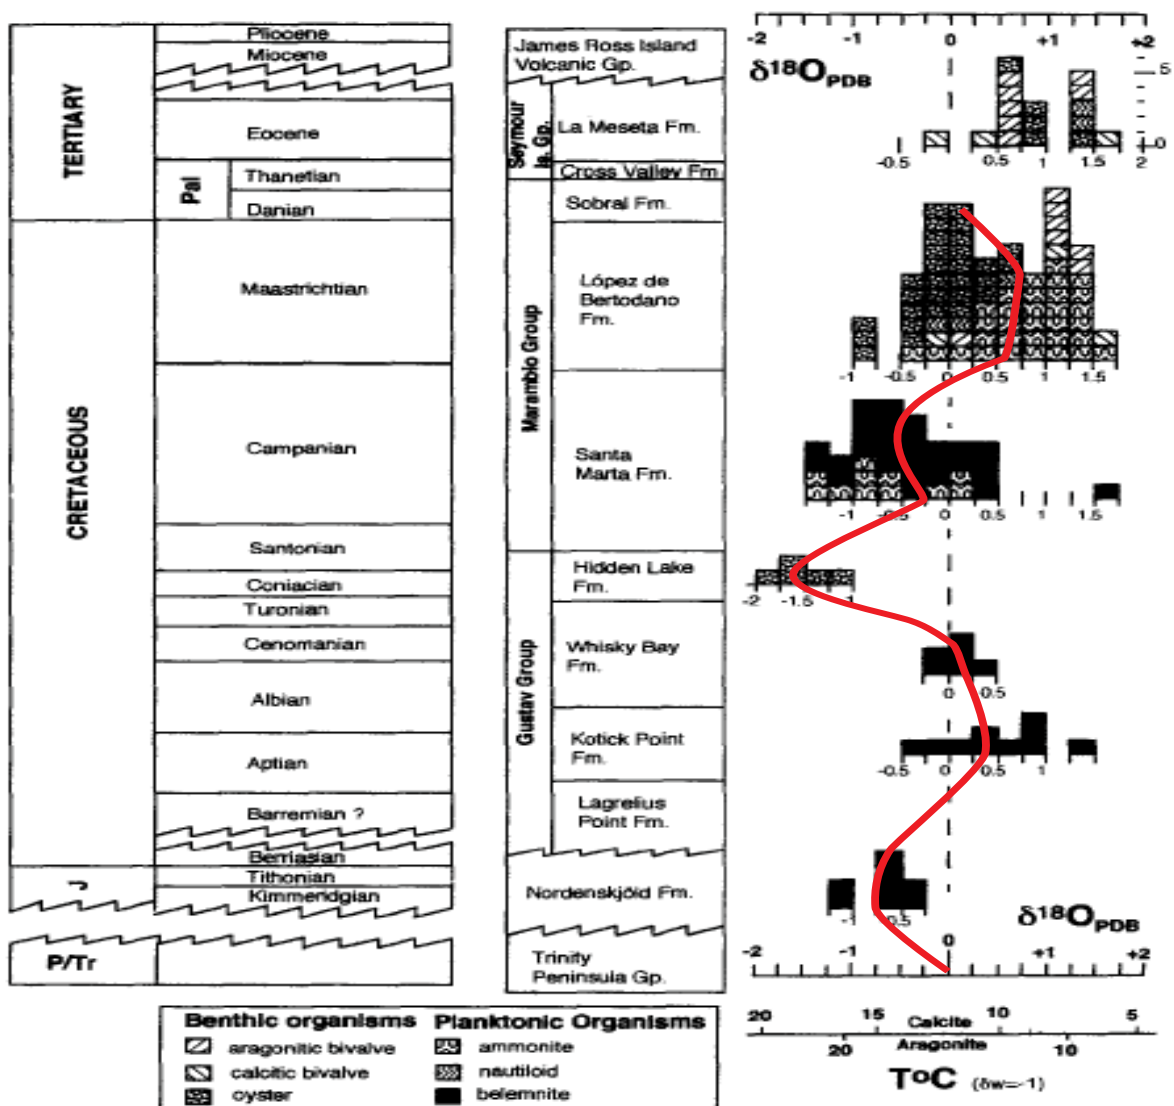 TERTIARY
Pliocene
Miocene
Eocene
Pal
Thanetian
Danian
CRETACEOUS
Maastrichtian
Campanian
Santonian
Coniacian
Turonian
Cenomanian
Albian
Aptian
Barremian ?
Berriasian
J
Tithonian
Kimmeridgian
P/Tr
James Ross Island
Volcanic Gp.
Seymour
Is. Gp.
La Meseta Fm.
Cross Valley Fm
Marambio Group
Sobral Fm.
López de
Bertodano
Fm.
Santa
Marta Fm.
Gustav Group
Hidden Lake
Fm.
Whisky Bay
Fm.
Kotick Point
Fm.
Lagrelius
Point Fm.
Nordenskjöld Fm.
Trinity
Peninsula Gp.
-2 -1 0 +1 +2
δ18OPDB
5
0
-0.5 0.5 1 1.5 2
-1 -0.5 0 0.5 1 1.5
-1 -0.5 0 0.5 1 1.5
-2 -1.5 -1
0 0.5
-0.5 0 0.5 1
-1 0.5
δ18OPDB
-2 -1 0 +1 +2
20 15 10 5
Calcite
Aragonite
20 10
ToC (δw=-1)
Benthic organisms Planktonic Organisms
aragonitic bivalve ammonite
calcitic bivalve nautiloid
oyster belemnite